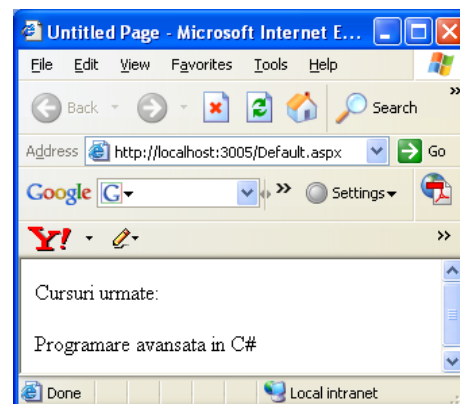 Untitled Page - Microsoft Internet E...
File Edit View Favorites Tools Help
Back Search »
Address http://localhost:3005/Default.aspx Go
Google G » Settings
Y! »
Cursuri urmate:
Programare avansata in C#
Done Local intranet